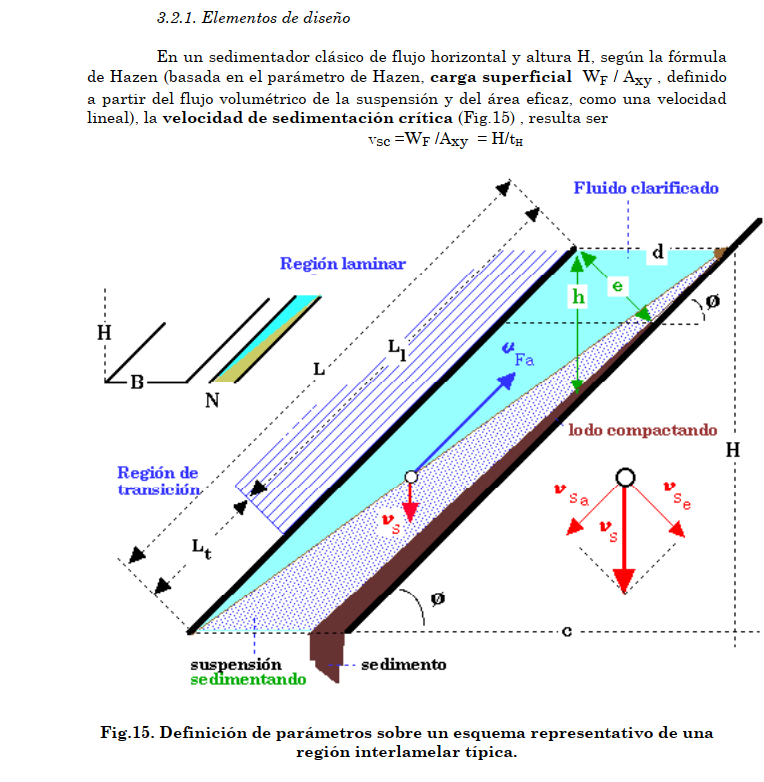 3.2.1. Elementos de diseño
En un sedimentador clásico de flujo horizontal y altura H, según la fórmula
de Hazen (basada en el parámetro de Hazen, carga superficial WF / Axy , definido
a partir del flujo volumétrico de la suspensión y del área eficaz, como una velocidad
lineal), la velocidad de sedimentación crítica (Fig.15) , resulta ser
vsc =WF /Axy = H/tH
Fluido clarificado
d
Región laminar
e
h
ø
H
L1
L
uFa
B
N
lodo compactando
H
Región de
transición
vsa
vse
vs
vs
Lt
ø
c
suspensión
sedimentando
sedimento
Fig.15. Definición de parámetros sobre un esquema representativo de una
región interlamelar típica.